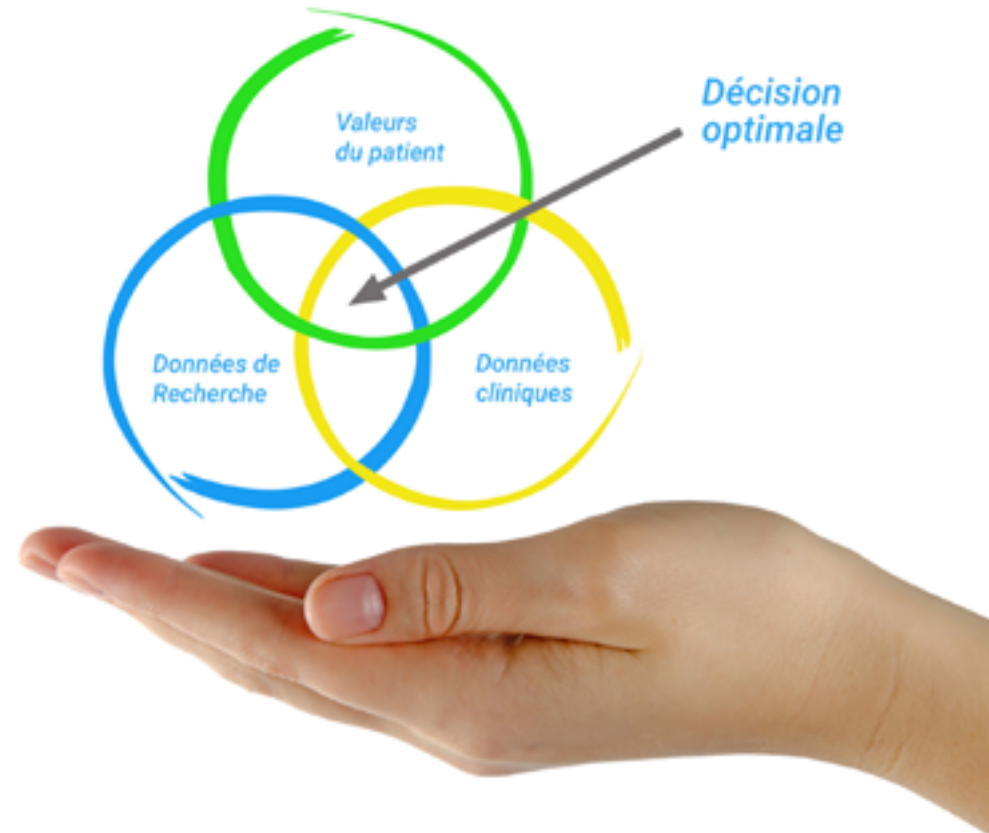 Valeurs
du patient
Décision
optimale
Données de
Recherche
Données
cliniques